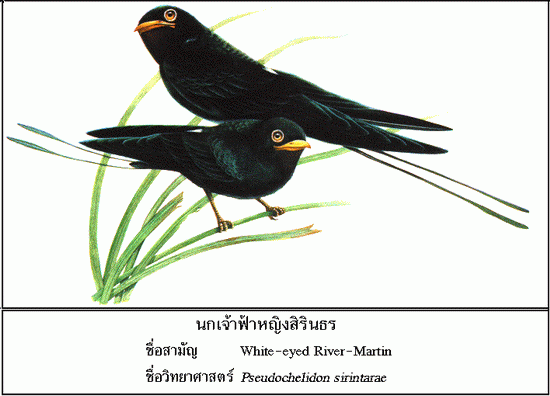 นกเจ้าฟ้าหญิงสิรินธร
ชื่อสามัญ White-eyed River-Martin
ชื่อวิทยาศาสตร์ Pseudochelidon sirintarae